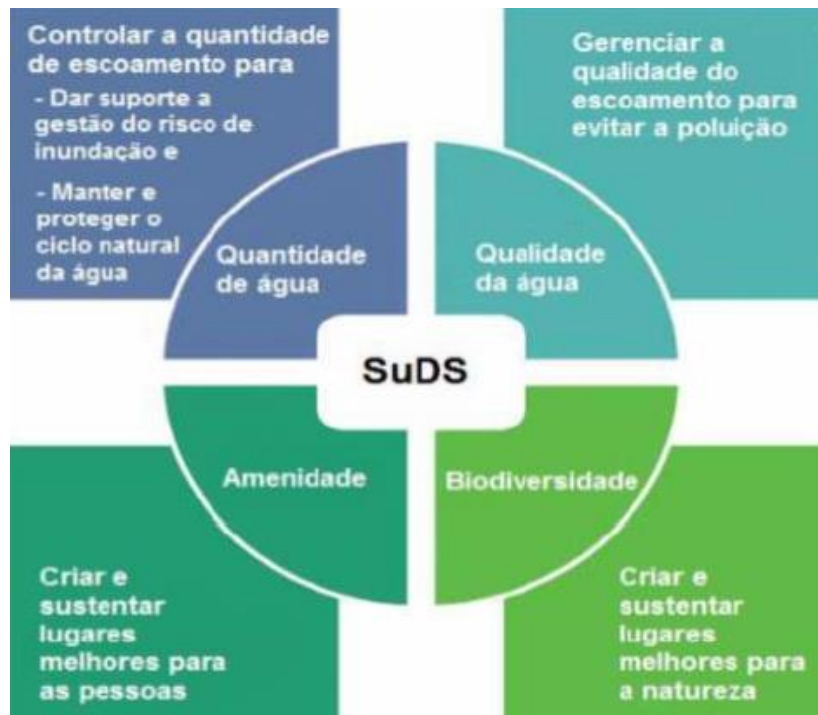 Controlar a quantidade
de escoamento para
- Dar suporte a
gestão do risco de
inundação e
- Manter e
proteger o
ciclo natural
da água
Gerenciar a
qualidade do
escoamento para
evitar a poluição
Quantidade
de água
Qualidade
da água
SuDS
Amenidade
Biodiversidade
Criar e
sustentar
lugares
melhores para
as pessoas
Criar e
sustentar
lugares
melhores para
a natureza